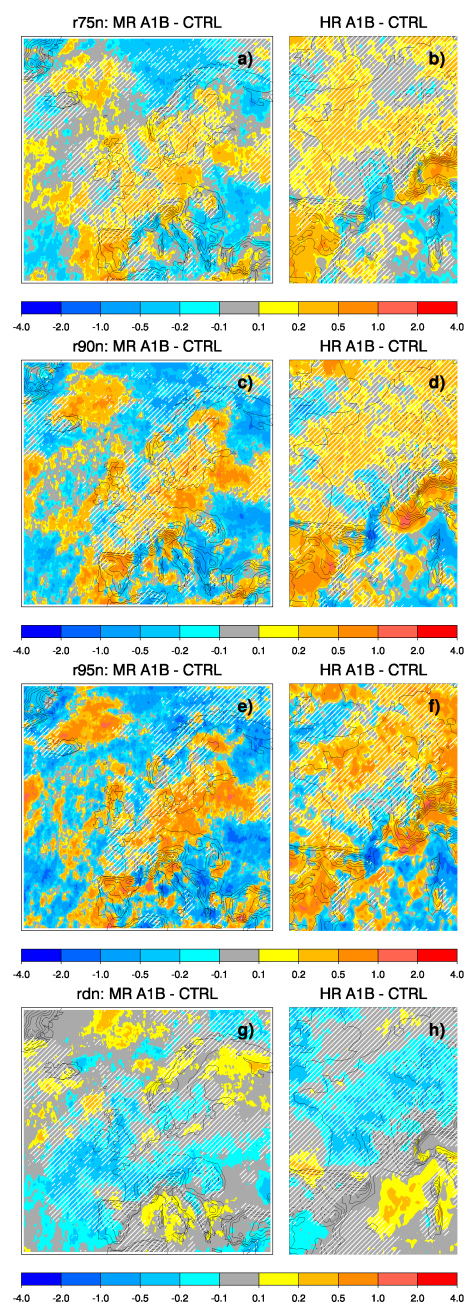 r75n: MR A1B - CTRL HR A1B - CTRL
a) b)
-4.0 -2.0 -1.0 -0.5 -0.2 -0.1 0.1 0.2 0.5 1.0 2.0 4.0
r90n: MR A1B - CTRL HR A1B - CTRL
c) d)
-4.0 -2.0 -1.0 -0.5 -0.2 -0.1 0.1 0.2 0.5 1.0 2.0 4.0
r95n: MR A1B - CTRL HR A1B - CTRL
e) f)
-4.0 -2.0 -1.0 -0.5 -0.2 -0.1 0.1 0.2 0.5 1.0 2.0 4.0
rdn: MR A1B - CTRL HR A1B - CTRL
g) h)
-4.0 -2.0 -1.0 -0.5 -0.2 -0.1 0.1 0.2 0.5 1.0 2.0 4.0